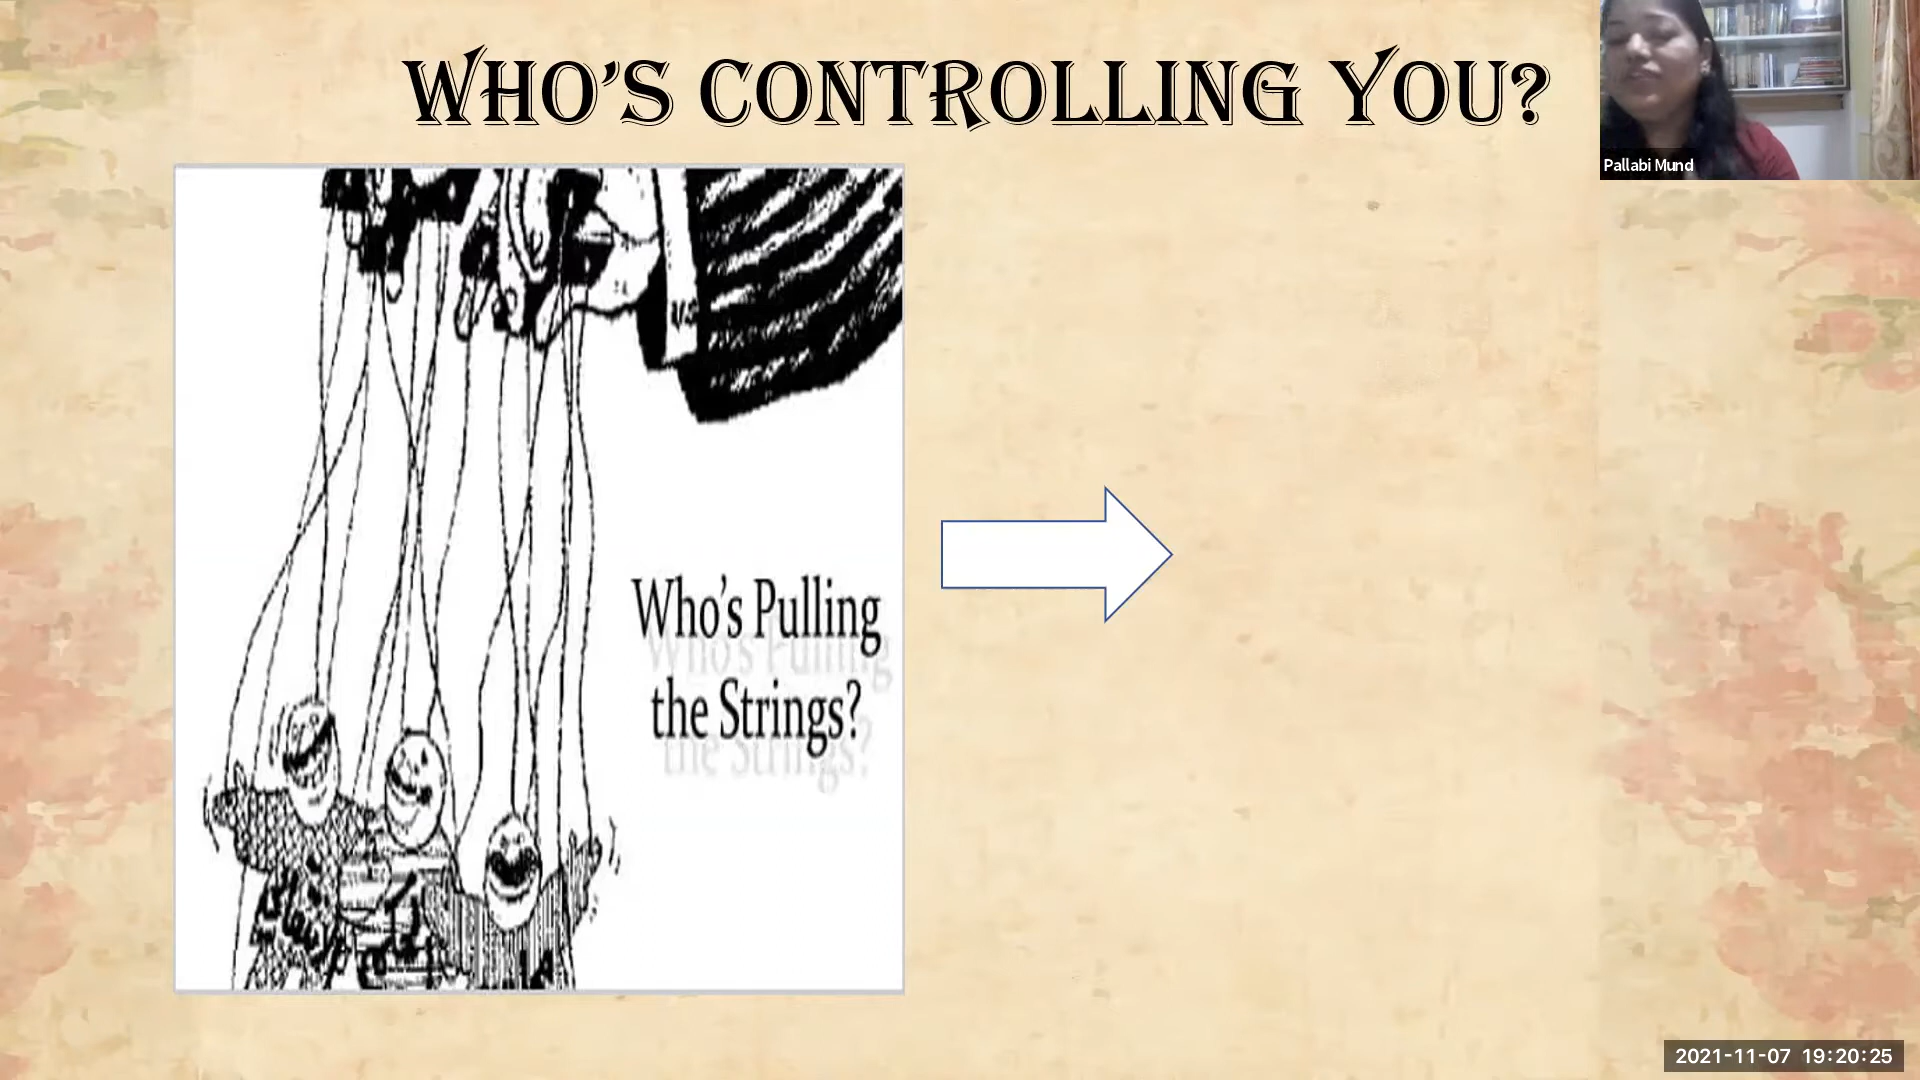 WHO'S CONTROLLING YOU?
Pallabi Mund
Who's Pulling
the Strings?
2021-11-07 19:20:25